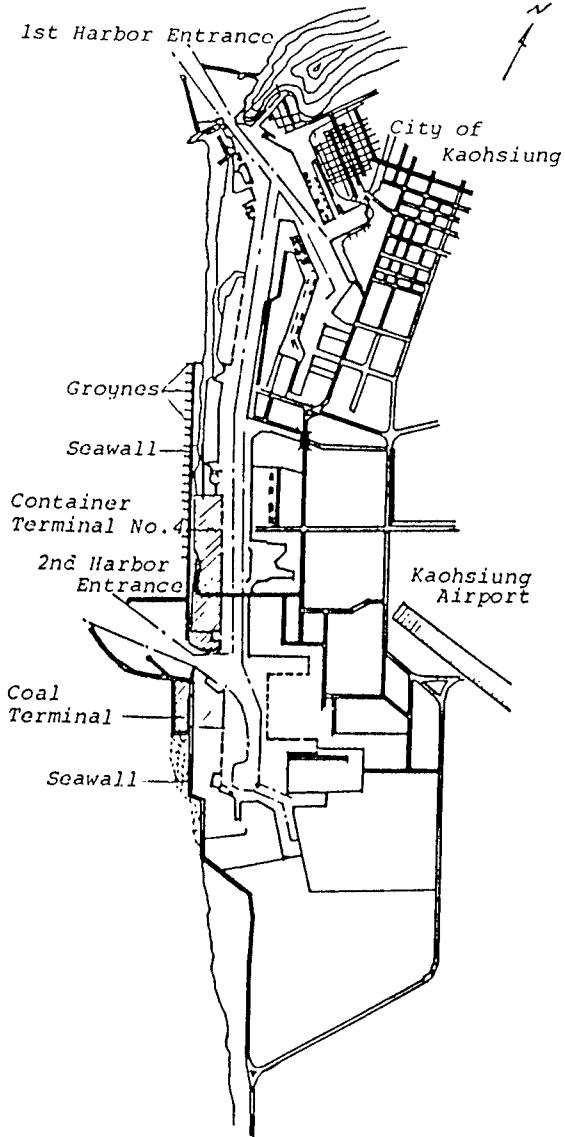 N
1st Harbor Entrance
City of
Kaohsiung
Groynes
Seawall
Container
Terminal No.4
2nd Harbor
Entrance
Kaohsiung
Airport
Coal
Terminal
Seawall